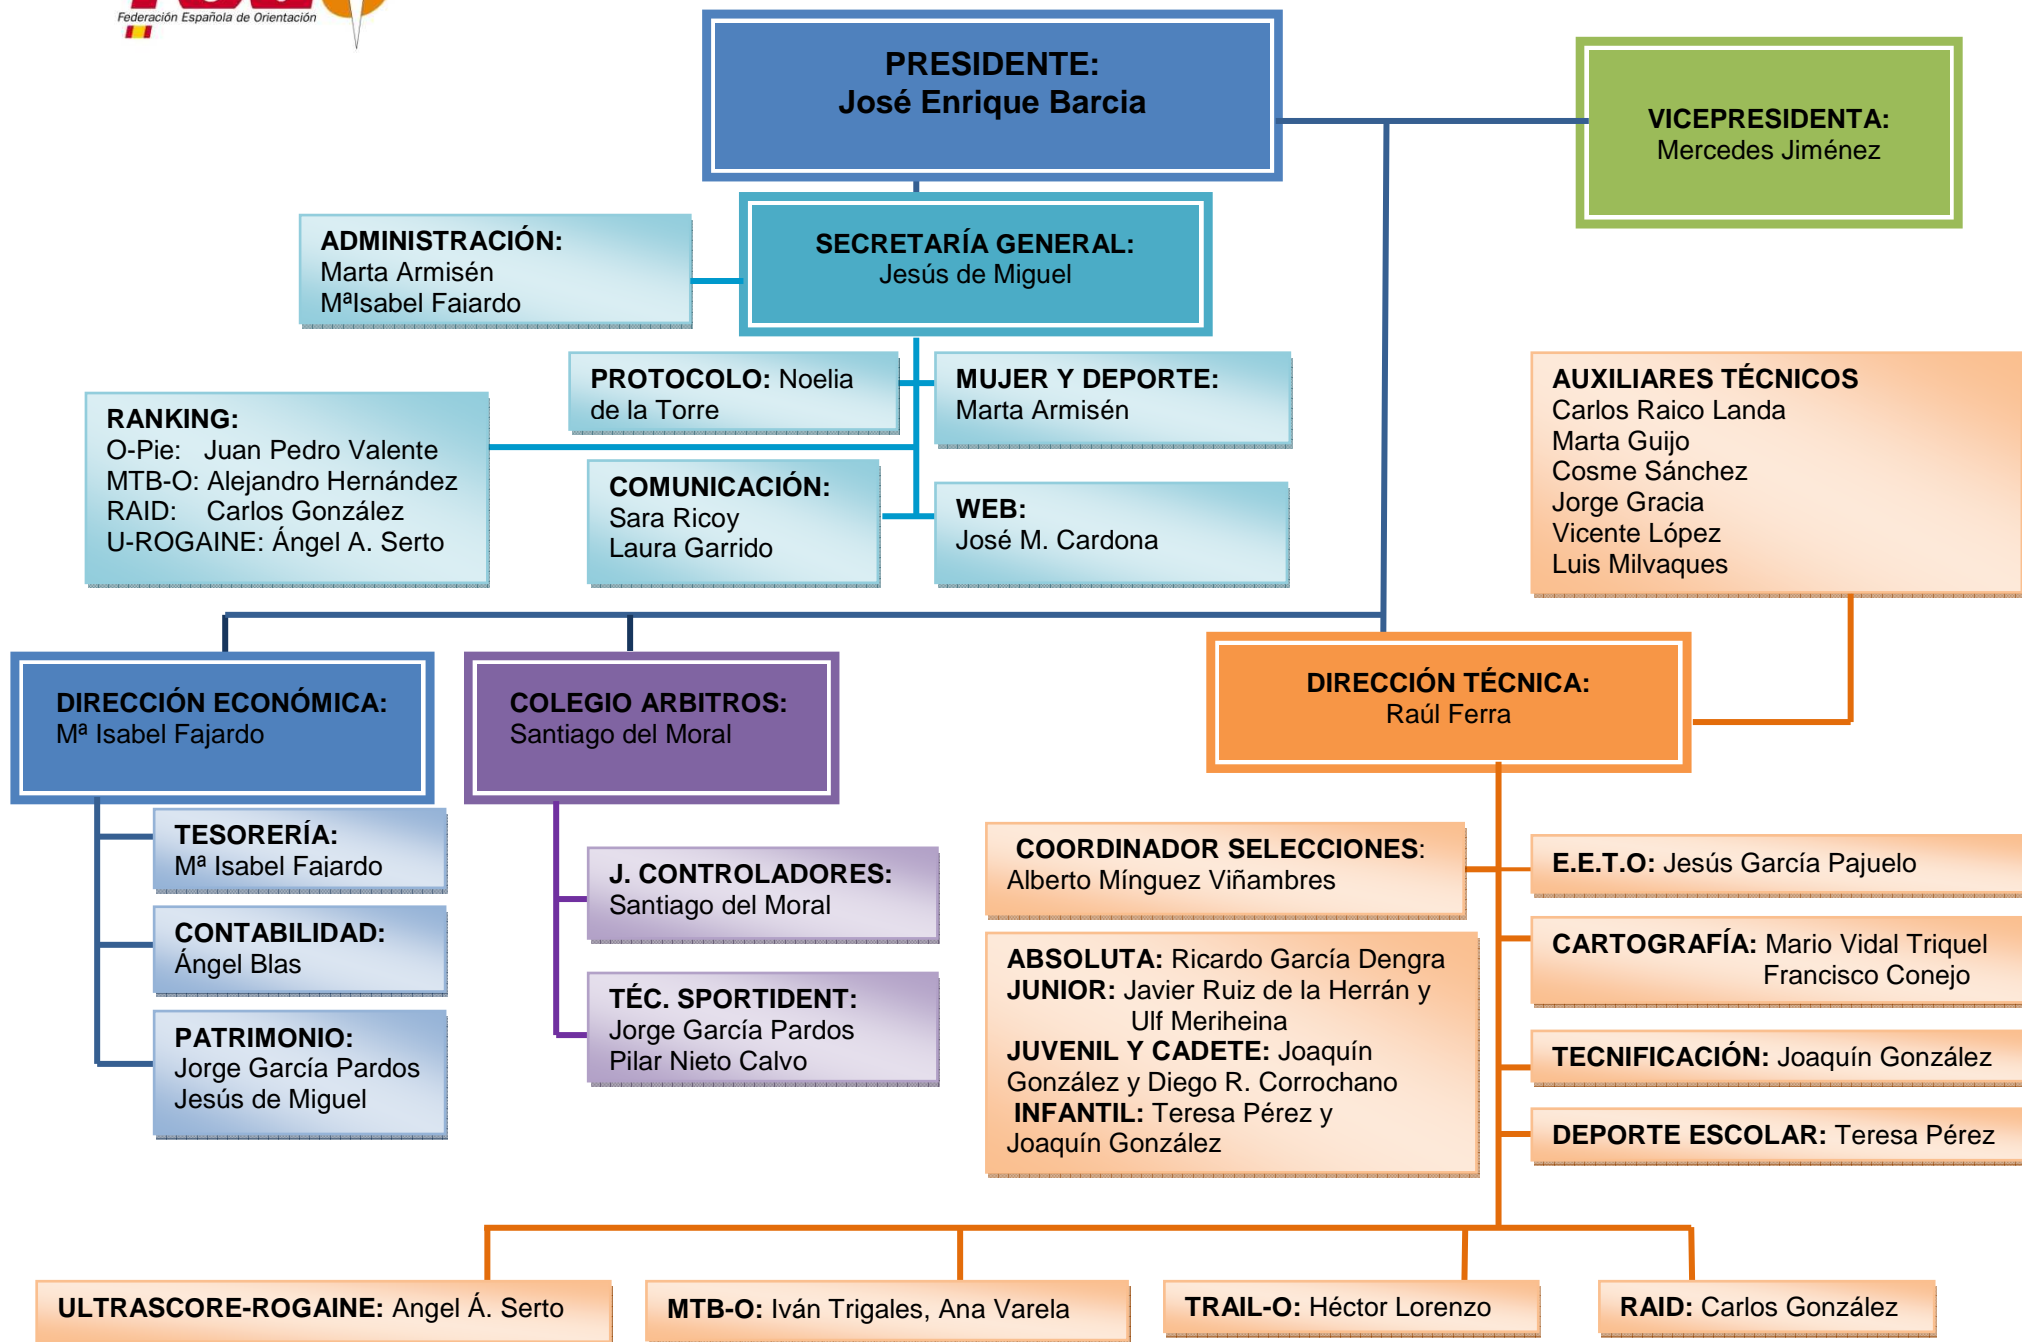 Federación Española de Orientación
PRESIDENTE:
José Enrique Barcia
VICEPRESIDENTA:
Mercedes Jiménez
SECRETARÍA GENERAL:
Jesús de Miguel
ADMINISTRACIÓN:
Marta Armisén
MªIsabel Faiardo
PROTOCOLO: Noelia
de la Torre
MUJER Y DEPORTE:
Marta Armisén
RANKING:
O-Pie: Juan Pedro Valente
MTB-O: Alejandro Hernández
RAID: Carlos González
U-ROGAINE: Ángel A. Serto
COMUNICACIÓN:
Sara Ricoy
Laura Garrido
WEB:
José M. Cardona
AUXILIARES TÉCNICOS
Carlos Raico Landa
Marta Guijo
Cosme Sánchez
Jorge Gracia
Vicente López
Luis Milvaques
DIRECCIÓN ECONÓMICA:
Mª Isabel Fajardo
COLEGIO ARBITROS:
Santiago del Moral
DIRECCIÓN TÉCNICA:
Raúl Ferra
TESORERÍA:
Mª Isabel Faiardo
CONTABILIDAD:
Ángel Blas
PATRIMONIO:
Jorge García Pardos
Jesús de Miguel
J. CONTROLADORES:
Santiago del Moral
TÉC. SPORTIDENT:
Jorge García Pardos
Pilar Nieto Calvo
COORDINADOR SELECCIONES:
Alberto Mínguez Viñambres
ABSOLUTA: Ricardo García Dengra
JUNIOR: Javier Ruiz de la Herrán y
Ulf Meriheina
JUVENIL Y CADETE: Joaquín
González y Diego R. Corrochano
INFANTIL: Teresa Pérez y
Joaquín González
E.E.T.O: Jesús García Pajuelo
CARTOGRAFÍA: Mario Vidal Triquel
Francisco Conejo
TECNIFICACIÓN: Joaquín González
DEPORTE ESCOLAR: Teresa Pérez
ULTRASCORE-ROGAINE: Angel Á. Serto
MTB-O: Iván Trigales, Ana Varela
TRAIL-O: Héctor Lorenzo
RAID: Carlos González